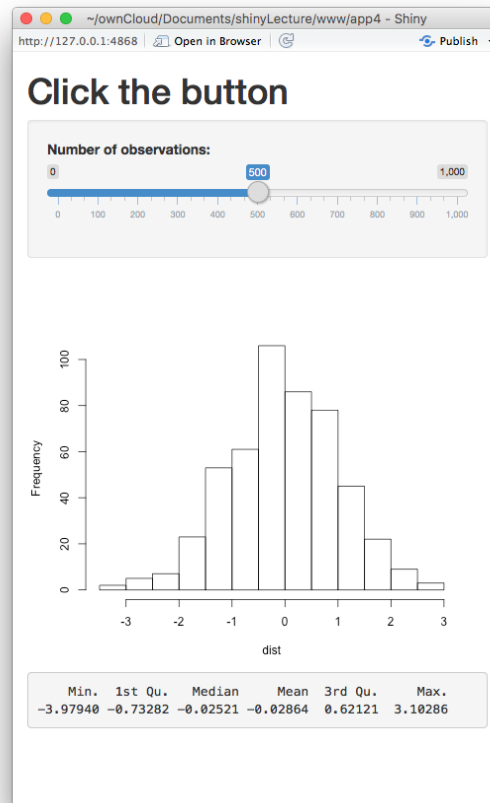 ~/ownCloud/Documents/shinyLecture/www/app4 - Shiny
http://127.0.0.1:4868 Open in Browser Publish
Click the button
Number of observations:
0 500 1,000
0 100 200 300 400 500 600 700 800 900 1,000
100
80
60
40
20
0
Frequency
-3 -2 -1 0 1 2 3
dist
Min. 1st Qu. Median Mean 3rd Qu. Max.
-3.97940 -0.73282 -0.02521 -0.02864 0.62121 3.10286